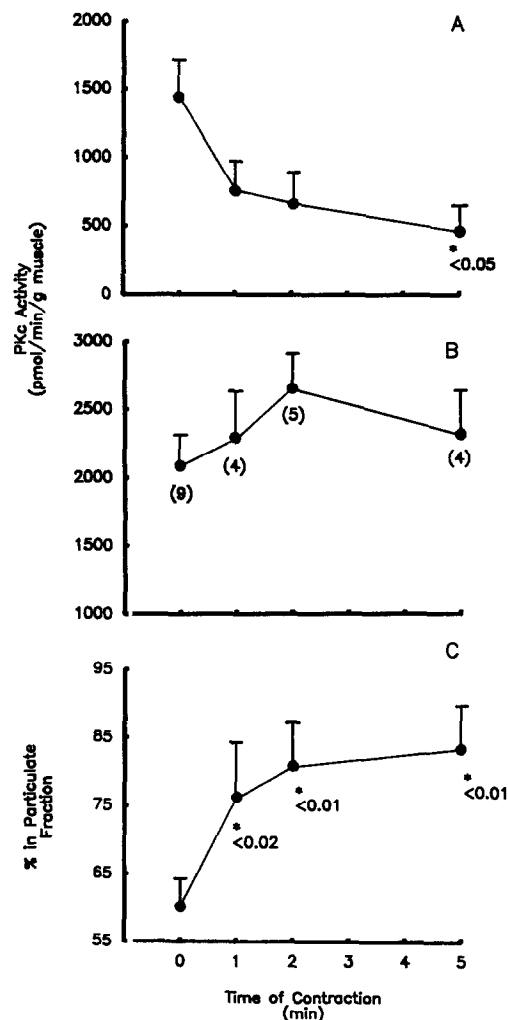 A
2000
1500
1000
500
0
*
<0.05
PKc Activity
(pmol/min/g muscle)
B
3000
2500
2000
1500
1000
(9)
(4)
(5)
(4)
C
95
85
75
65
55
*
<0.02
*
<0.01
*
<0.01
% in Particulate
Fraction
0 1 2 3 4 5
Time of Contraction
(min)